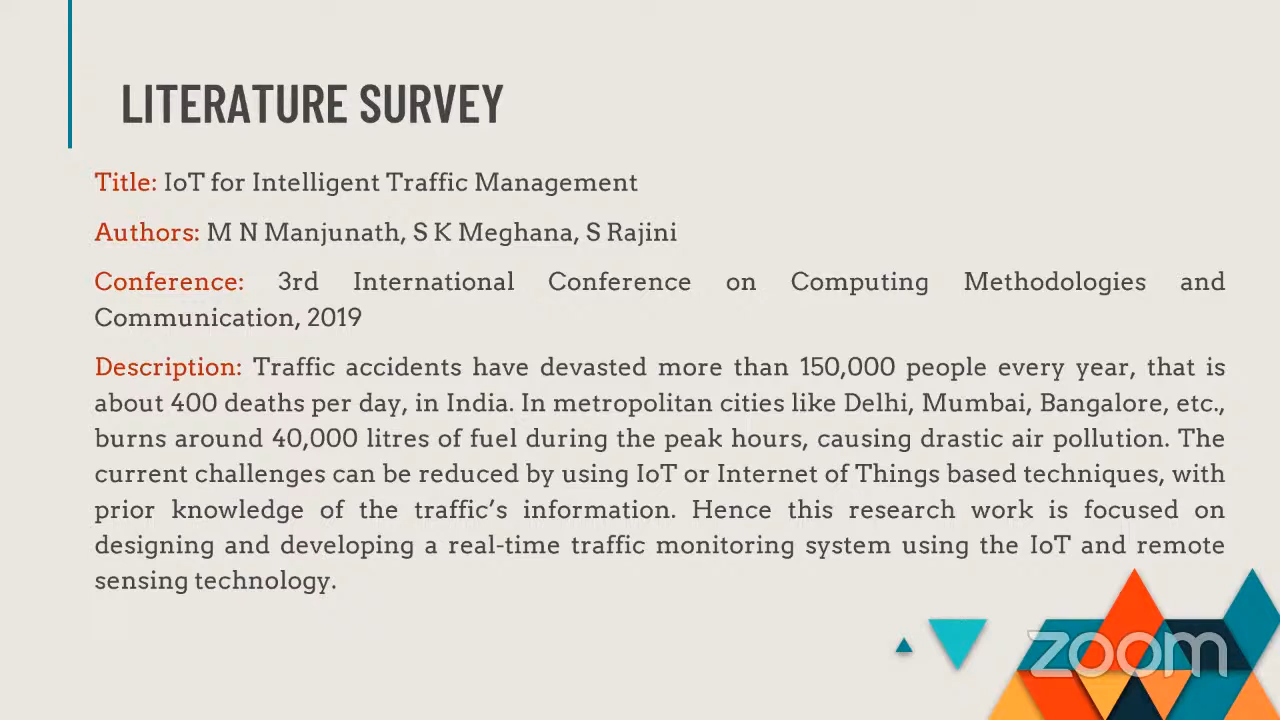 LITERATURE SURVEY
Title: IoT for Intelligent Traffic Management
Authors: M N Manjunath, S K Meghana, S Rajini
Conference: 3rd International Conference on Computing Methodologies and
Communication, 2019
Description: Traffic accidents have devasted more than 150,000 people every year, that is
about 400 deaths per day, in India. In metropolitan cities like Delhi, Mumbai, Bangalore, etc.,
burns around 40,000 litres of fuel during the peak hours, causing drastic air pollution. The
current challenges can be reduced by using IoT or Internet of Things based techniques, with
prior knowledge of the traffic’s information. Hence this research work is focused on
designing and developing a real-time traffic monitoring system using the IoT and remote
sensing technology.
zoom